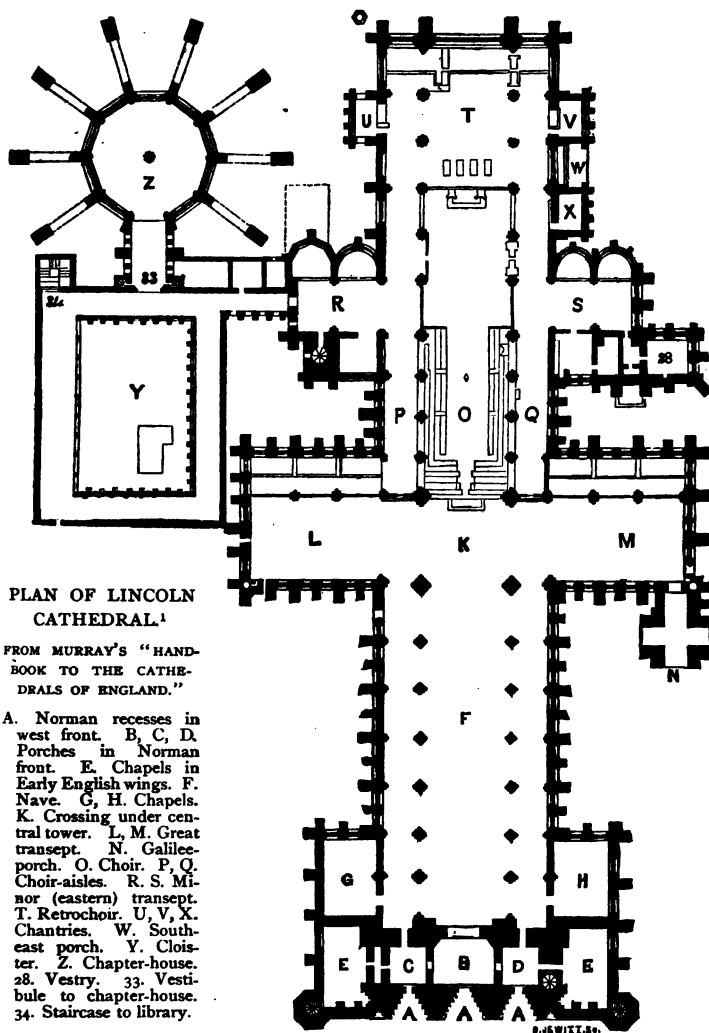 U
T
V
W
X
Z
33
34
R
S
28
Y
P
O
Q
L
K
M
N
F
G
H
E
C
B
D
E
A
A
A
O.JEWITT.Sc.
PLAN OF LINCOLN
CATHEDRAL.¹
FROM MURRAY'S "HAND-
BOOK TO THE CATHE-
DRALS OF ENGLAND."
A. Norman recesses in
west front. B, C, D.
Porches in Norman
front. E. Chapels in
Early English wings. F.
Nave. G, H. Chapels.
K. Crossing under cen-
tral tower. L, M. Great
transept. N. Galilee-
porch. O. Choir. P, Q.
Choir-aisles. R. S. Mi-
nor (eastern) transept.
T. Retrochoir. U, V, X.
Chantries. W. South-
east porch. Y. Clois-
ter. Z. Chapter-house.
28. Vestry. 33. Vesti-
bule to chapter-house.
34. Staircase to library.